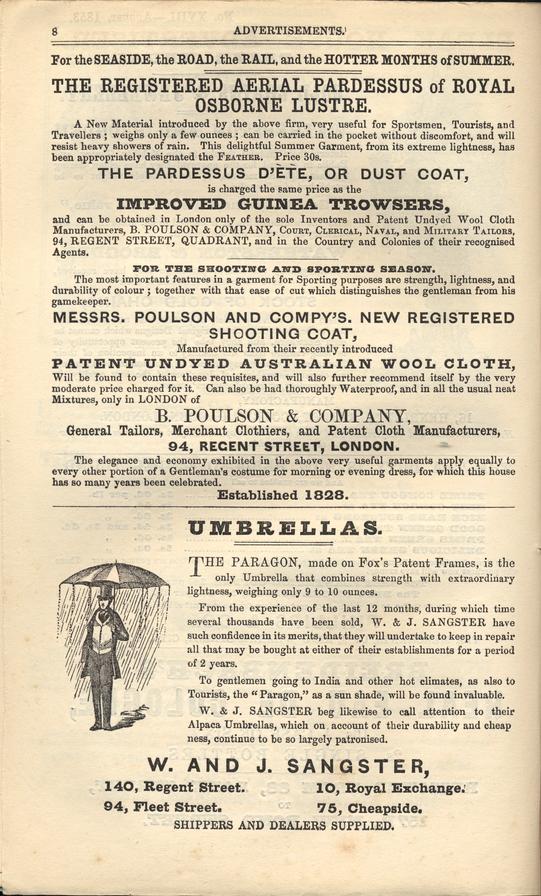 8 ADVERTISEMENTS.
For the SEASIDE, the ROAD, the RAIL, and the HOTTER MONTHS of SUMMER.
THE REGISTERED AERIAL PARDESSUS of ROYAL
OSBORNE LUSTRE.
A New Material introduced by the above firm, very useful for Sportsmen, Tourists, and
Travellers ; weighs only a few ounces ; can be carried in the pocket without discomfort, and will
resist heavy showers of rain. This delightful Summer Garment, from its extreme lightness, has
been appropriately designated the FEATHER. Price 30s.
THE PARDESSUS D'ÈTE, OR DUST COAT,
is charged the same price as the
IMPROVED GUINEA TROWSERS,
and can be obtained in London only of the sole Inventors and Patent Undyed Wool Cloth
Manufacturers, B. POULSON & COMPANY, COURT, CLERICAL, NAVAL, and MILITARY TAILORS,
94, REGENT STREET, QUADRANT, and in the Country and Colonies of their recognised
Agents.
FOR THE SHOOTING AND SPORTING SEASON.
The most important features in a garment for Sporting purposes are strength, lightness, and
durability of colour ; together with that ease of cut which distinguishes the gentleman from his
gamekeeper.
MESSRS. POULSON AND COMPY'S. NEW REGISTERED
SHOOTING COAT,
Manufactured from their recently introduced
PATENT UNDYED AUSTRALIAN WOOL CLOTH,
Will be found to contain these requisites, and will also further recommend itself by the very
moderate price charged for it. Can also be had thoroughly Waterproof, and in all the usual neat
Mixtures, only in LONDON of
B. POULSON & COMPANY,
General Tailors, Merchant Clothiers, and Patent Cloth Manufacturers,
94, REGENT STREET, LONDON.
The elegance and economy exhibited in the above very useful garments apply equally to
every other portion of a Gentleman's costume for morning or evening dress, for which this house
has so many years been celebrated.
Established 1828.
UMBRELLAS.
THE PARAGON, made on Fox's Patent Frames, is the
only Umbrella that combines strength with extraordinary
lightness, weighing only 9 to 10 ounces.
From the experience of the last 12 months, during which time
several thousands have been sold, W. & J. SANGSTER have
such confidence in its merits, that they will undertake to keep in repair
all that may be bought at either of their establishments for a period
of 2 years.
To gentlemen going to India and other hot climates, as also to
Tourists, the "Paragon," as a sun shade, will be found invaluable.
W. & J. SANGSTER beg likewise to call attention to their
Alpaca Umbrellas, which on account of their durability and cheap
ness, continue to be so largely patronised.
W. AND J. SANGSTER,
140, Regent Street. 10, Royal Exchange.
94, Fleet Street. 75, Cheapside.
SHIPPERS AND DEALERS SUPPLIED.